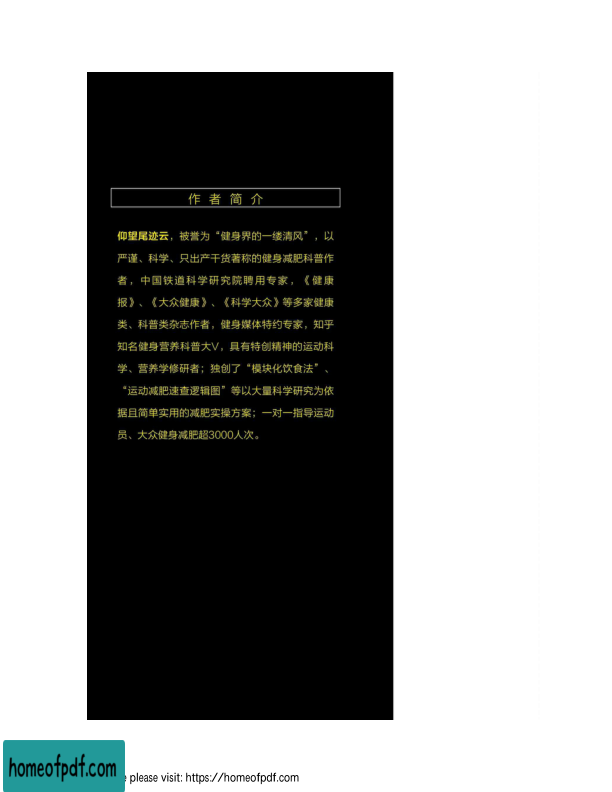 作者简介
仰望尾迹云，被誉为“健身界的一缕清风”，以
严谨、科学、只出产干货著称的健身减肥科普作
者，中国铁道科学研究院聘用专家，《健康
报》、《大众健康》、《科学大众》等多家健康
类、科普类杂志作者，健身媒体特约专家，知乎
知名健身营养科普大V，具有特创精神的运动科
学、营养学修研者；独创了“模块化饮食法”、
“运动减肥速查逻辑图”等以大量科学研究为依
据且简单实用的减肥实操方案；一对一指导运动
员、大众健身减肥超3000人次。
homeofpdf.com
please visit: https://homeofpdf.com